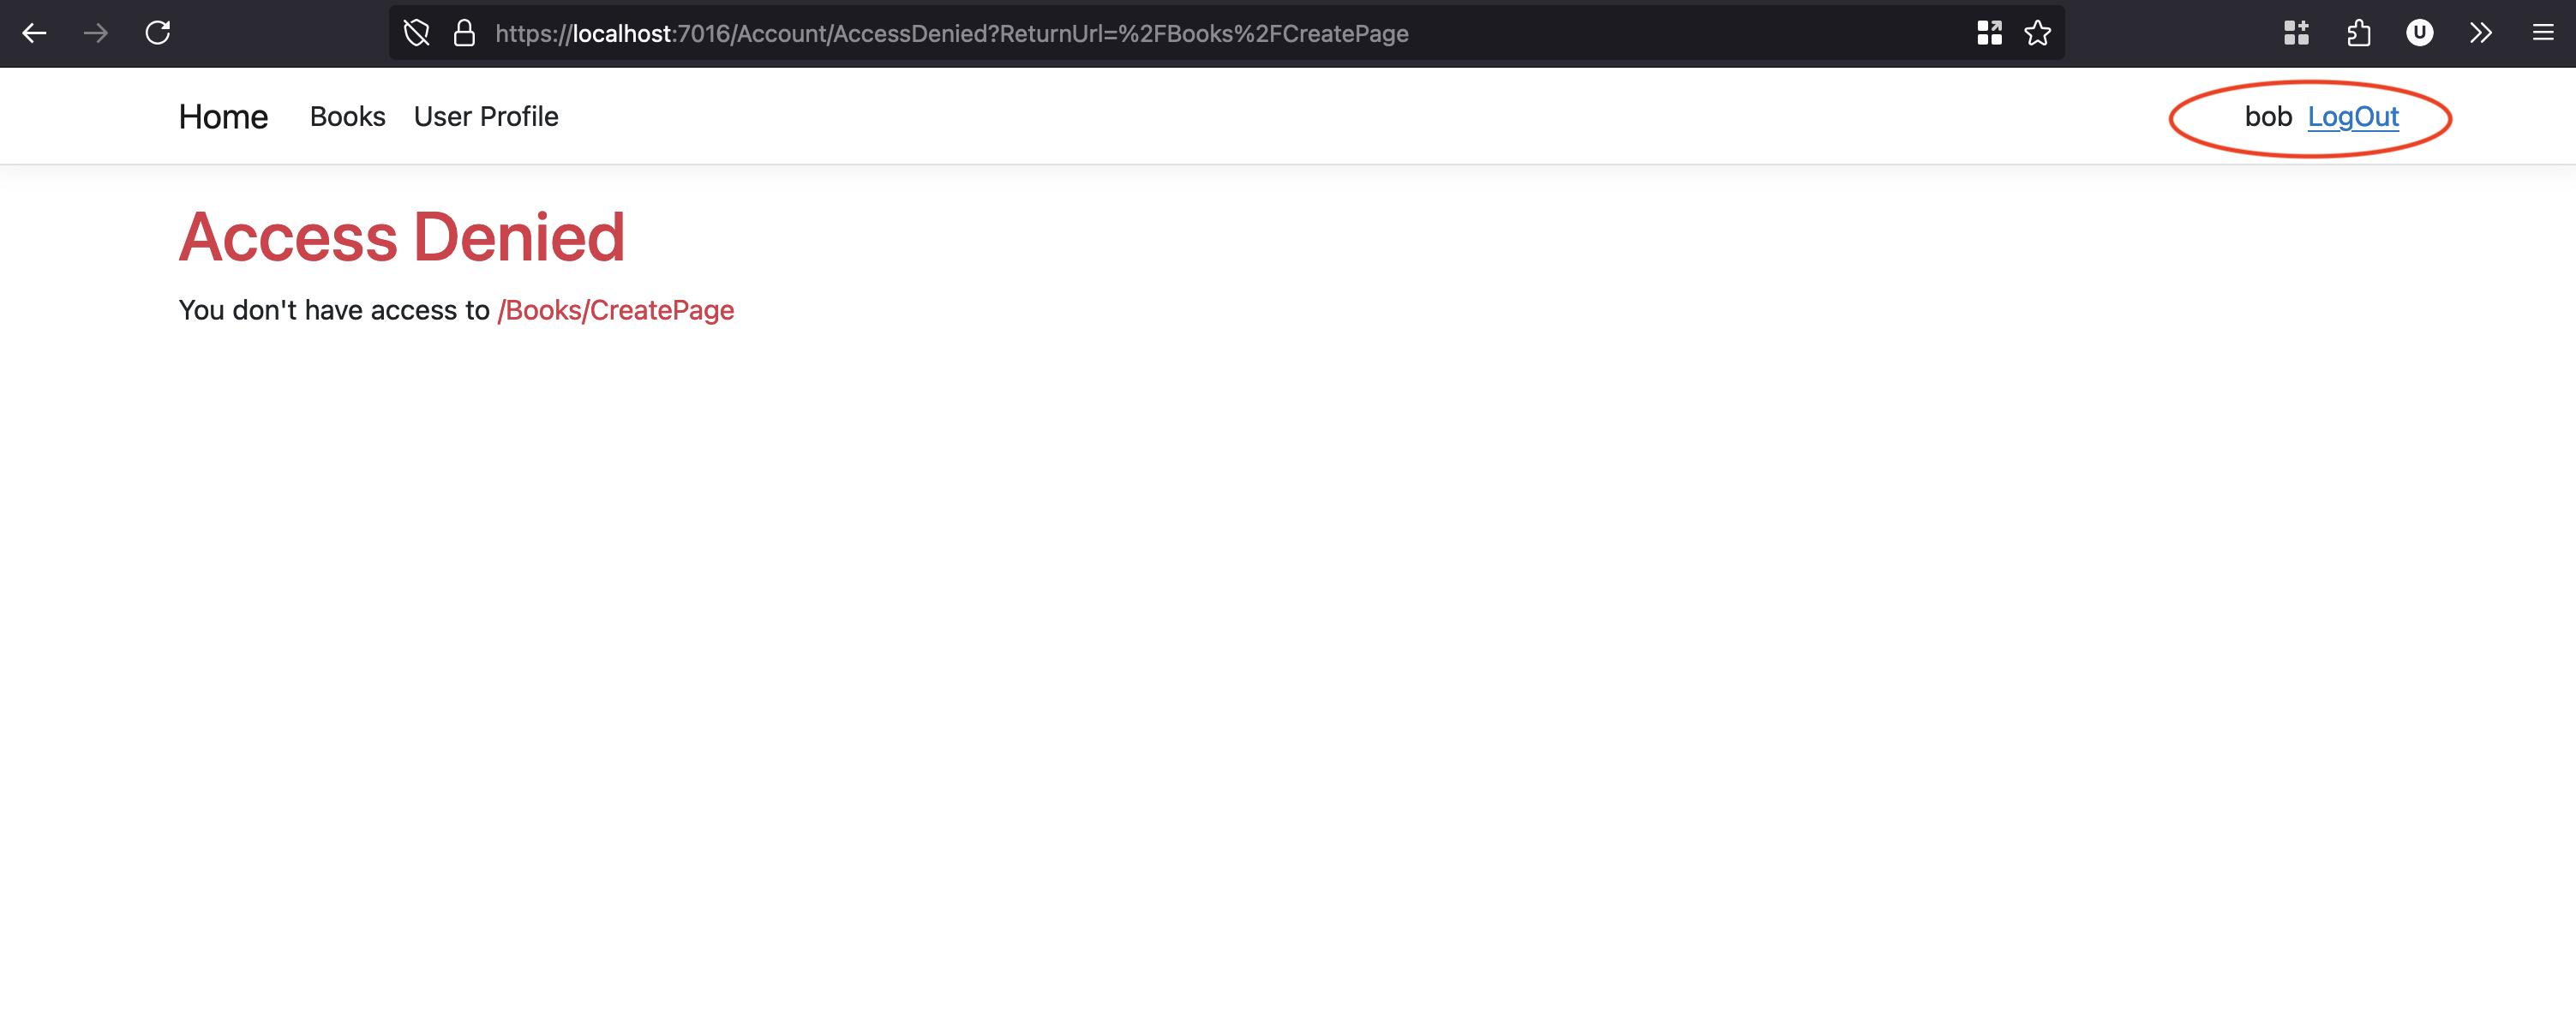 https://localhost:7016/Account/AccessDenied?ReturnUrl=%2FBooks%2FCreatePage
U
Home Books User Profile bob LogOut
Access Denied
You don't have access to /Books/CreatePage